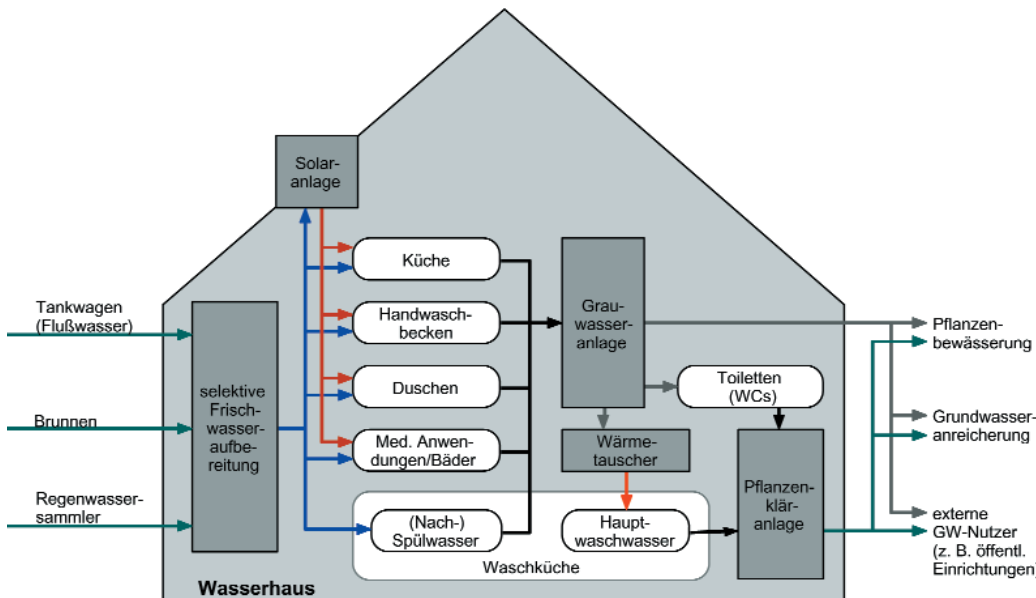 Solar-
anlage
Küche
Handwasch-
becken
Duschen
Med. Anwen-
dungen/Bäder
(Nach-)
Spülwasser
Waschküche
Grau-
wasser-
anlage
Toiletten
(WCs)
Wärme-
tauscher
Haupt-
waschwasser
Pflanzen-
klär-
anlage
Tankwagen
(Flußwasser)
Brunnen
Regenwasser-
sammler
selektive
Frisch-
wasser-
aufbe-
reitung
Pflanzen-
bewässerung
Grundwasser-
anreicherung
externe
GW-Nutzer
(z. B. öffentl.
Einrichtungen)
Wasserhaus